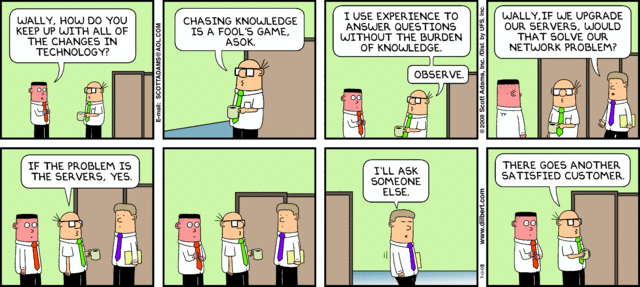 WALLY, HOW DO YOU
KEEP UP WITH ALL OF
THE CHANGES IN
TECHNOLOGY?
E-mail: SCOTTADAMS@AOL.COM
CHASING KNOWLEDGE
IS A FOOL'S GAME,
ASOK.
I USE EXPERIENCE TO
ANSWER QUESTIONS
WITHOUT THE BURDEN
OF KNOWLEDGE.
OBSERVE.
© 2008 Scott Adams, Inc. /Dist. by UFS, Inc.
WALLY, IF WE UPGRADE
OUR SERVERS, WOULD
THAT SOLVE OUR
NETWORK PROBLEM?
IF THE PROBLEM IS
THE SERVERS, YES.
I'LL ASK
SOMEONE
ELSE.
www.dilbert.com
THERE GOES ANOTHER
SATISFIED CUSTOMER.